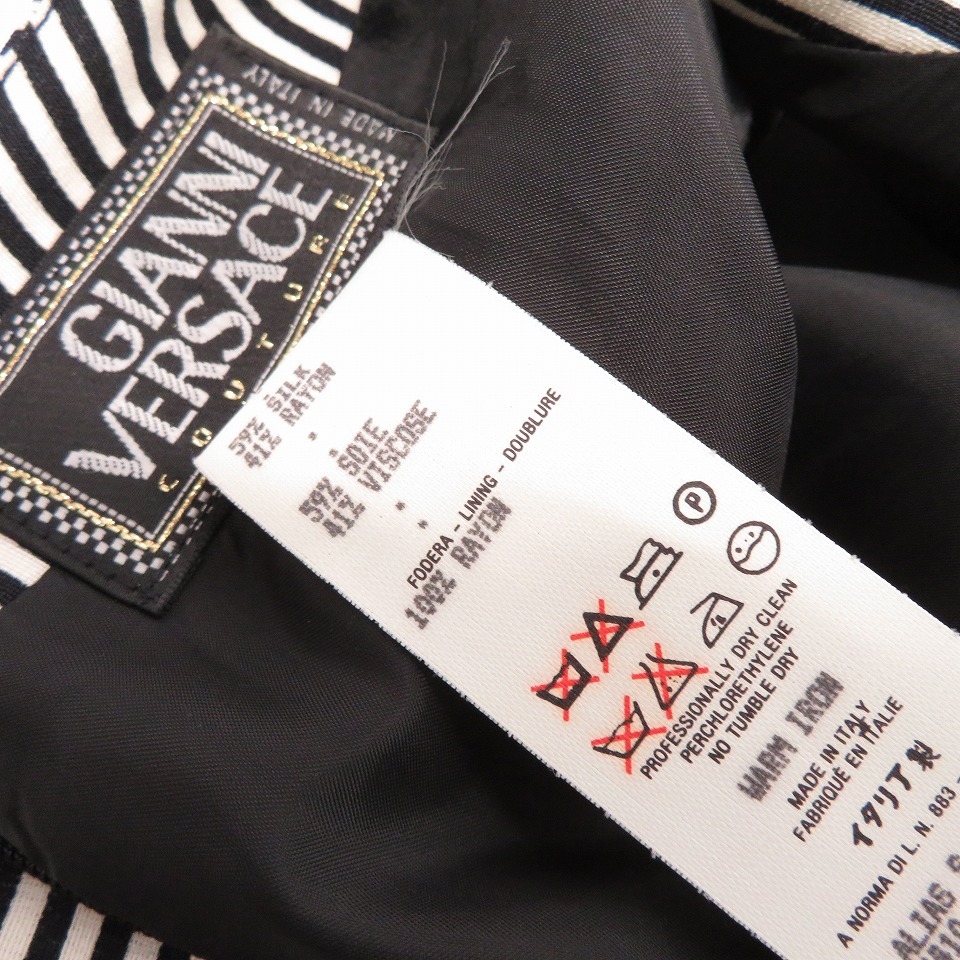 MADE IN ITALY
GIANNI
VERSACE
COUTURE
59% SILK
41% RAYON
59% SOIE
41% VISCOSE
FODERA - LINING - DOUBLURE
100% RAYON
P
PROFESSIONALLY DRY CLEAN
PERCHLORETHYLENE
NO TUMBLE DRY
WARM IRON
MADE IN ITALY
FABRIQUÈ EN ITALIE
イタリア製
A NORMA DI L. N. 883 -
ALIAS